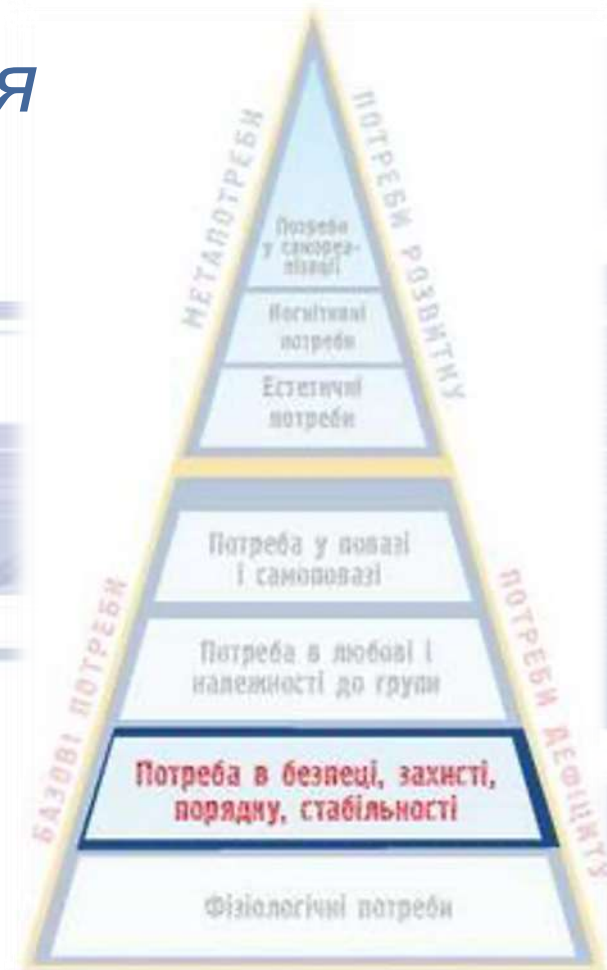 Я
МЕТАПОТРЕБИ
ПОТРЕБИ РОЗВИТКУ
Потреби
у самореа-
лізації
Когнітивні
потреби
Естетичні
потреби
БАЗОВІ ПОТРЕБИ
ПОТРЕБИ ДЕФІЦИТУ
Потреба у повазі
і самоповазі
Потреба в любові і
належності до групи
Потреба в безпеці, захисті,
порядку, стабільності
Фізіологічні потреби